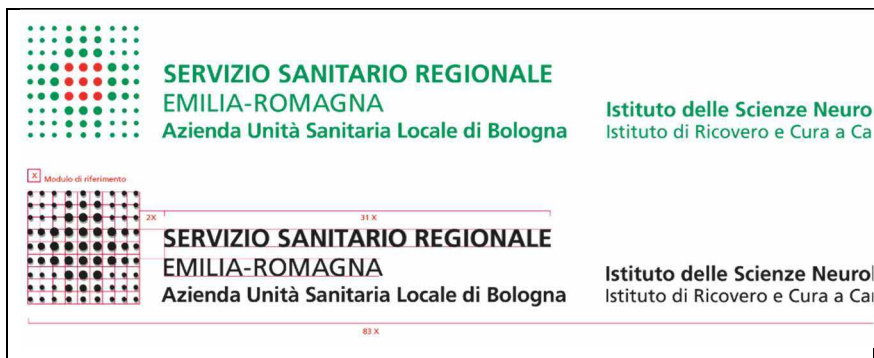 SERVIZIO SANITARIO REGIONALE
EMILIA-ROMAGNA
Azienda Unità Sanitaria Locale di Bologna
Istituto delle Scienze Neuro
Istituto di Ricovero e Cura a Ca
X Modulo di riferimento
2X
31 X
SERVIZIO SANITARIO REGIONALE
EMILIA-ROMAGNA
Azienda Unità Sanitaria Locale di Bologna
Istituto delle Scienze Neurol
Istituto di Ricovero e Cura a Car
83 X